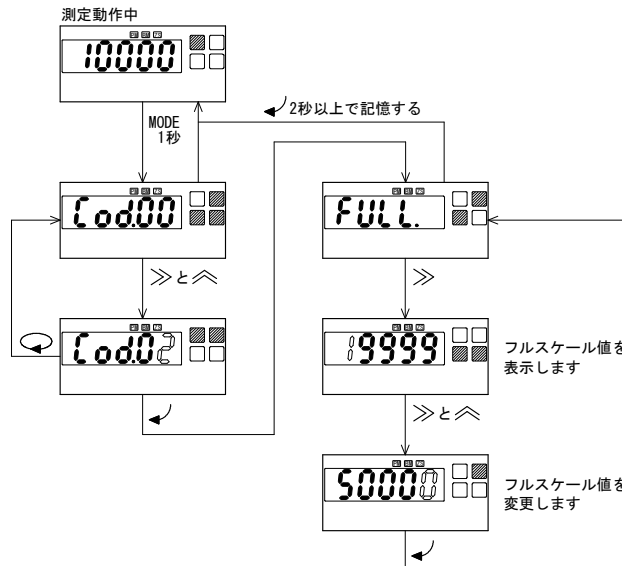 測定動作中
10000
2秒以上で記憶する
MODE
1秒
Cod.00
FULL.
≫と︽
Cod.02
≫
19999
フルスケール値を
表示します
≫と︽
50000
フルスケール値を
変更します